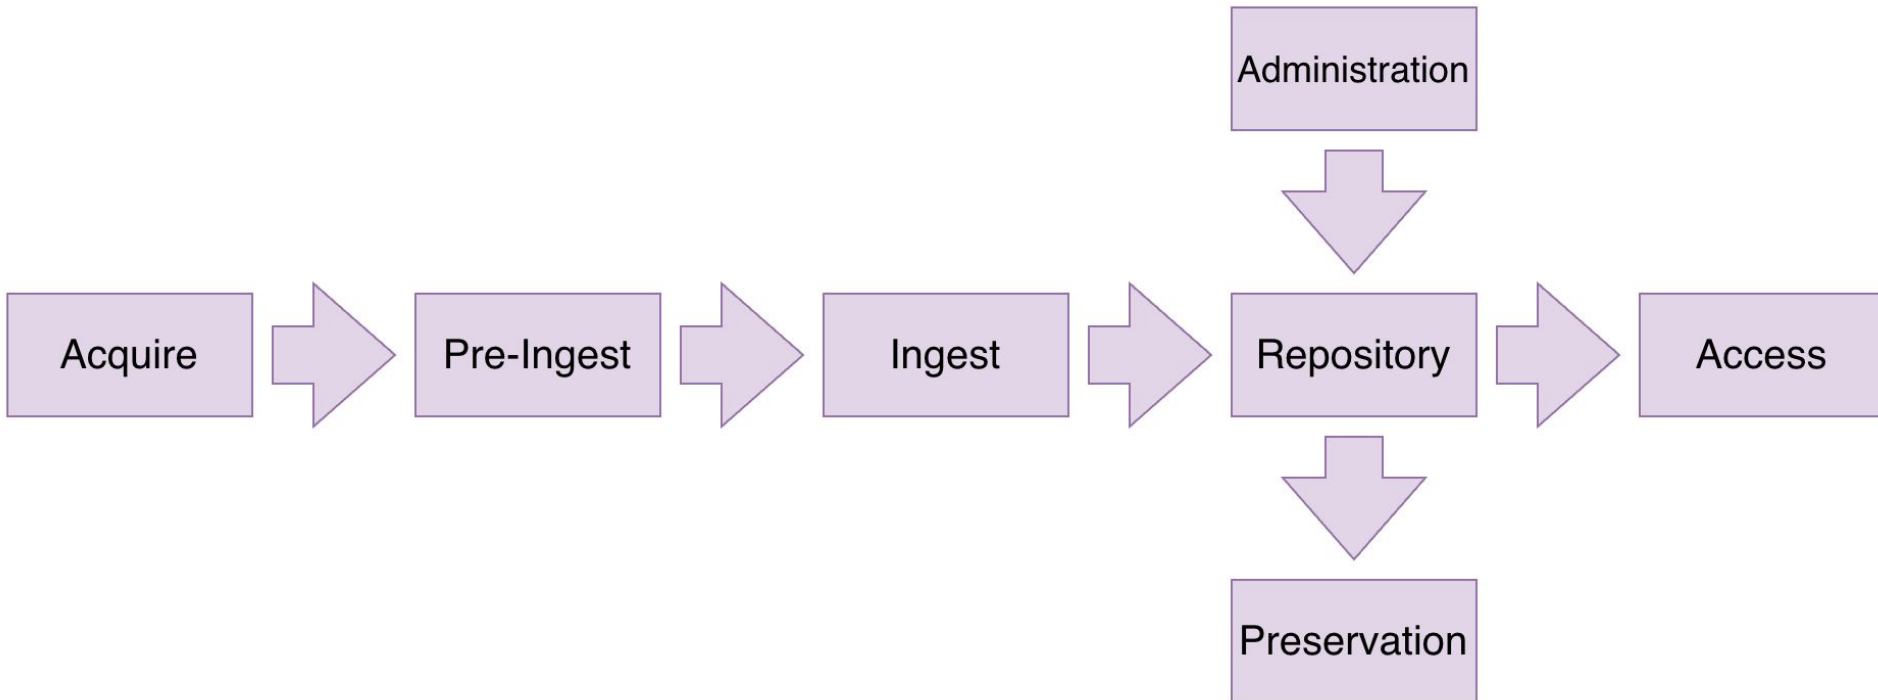 Administration
Acquire
Pre-Ingest
Ingest
Repository
Access
Preservation